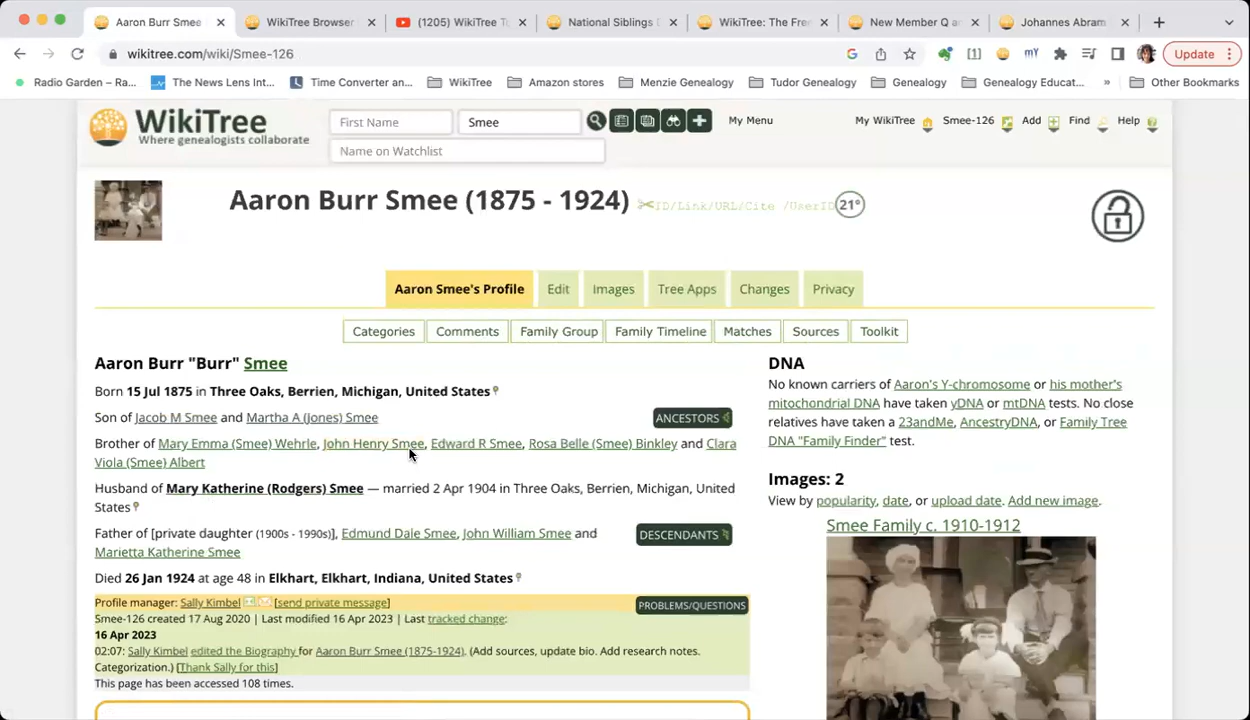 Aaron Burr Smee
WikiTree Browser
(1205) WikiTree T
National Siblings
WikiTree: The Fre
New Member Q a
Johannes Abram
wikitree.com/wiki/Smee-126
Update
Radio Garden – Ra...
The News Lens Int...
Time Converter an...
WikiTree
Amazon stores
Menzie Genealogy
Tudor Genealogy
Genealogy
Genealogy Educat...
»
Other Bookmarks
WikiTree
Where genealogists collaborate
First Name
Smee
My Menu
My WikiTree
Smee-126
Add
Find
Help
Name on Watchlist
Aaron Burr Smee (1875 - 1924)
ID/Link/URL/Cite /UserID
21°
Aaron Smee's Profile
Edit
Images
Tree Apps
Changes
Privacy
Categories
Comments
Family Group
Family Timeline
Matches
Sources
Toolkit
Aaron Burr "Burr" Smee
Born 15 Jul 1875 in Three Oaks, Berrien, Michigan, United States
Son of Jacob M Smee and Martha A (Jones) Smee
ANCESTORS
Brother of Mary Emma (Smee) Wehrle, John Henry Smee, Edward R Smee, Rosa Belle (Smee) Binkley and Clara
Viola (Smee) Albert
Husband of Mary Katherine (Rodgers) Smee — married 2 Apr 1904 in Three Oaks, Berrien, Michigan, United
States
Father of [private daughter (1900s - 1990s)], Edmund Dale Smee, John William Smee and
Marietta Katherine Smee
DESCENDANTS
Died 26 Jan 1924 at age 48 in Elkhart, Elkhart, Indiana, United States
Profile manager: Sally Kimbel [send private message]
PROBLEMS/QUESTIONS
Smee-126 created 17 Aug 2020 | Last modified 16 Apr 2023 | Last tracked change:
16 Apr 2023
02:07: Sally Kimbel edited the Biography for Aaron Burr Smee (1875-1924). (Add sources, update bio. Add research notes.
Categorization.) [Thank Sally for this]
This page has been accessed 108 times.
DNA
No known carriers of Aaron's Y-chromosome or his mother's
mitochondrial DNA have taken yDNA or mtDNA tests. No close
relatives have taken a 23andMe, AncestryDNA, or Family Tree
DNA "Family Finder" test.
Images: 2
View by popularity, date, or upload date. Add new image.
Smee Family c. 1910-1912